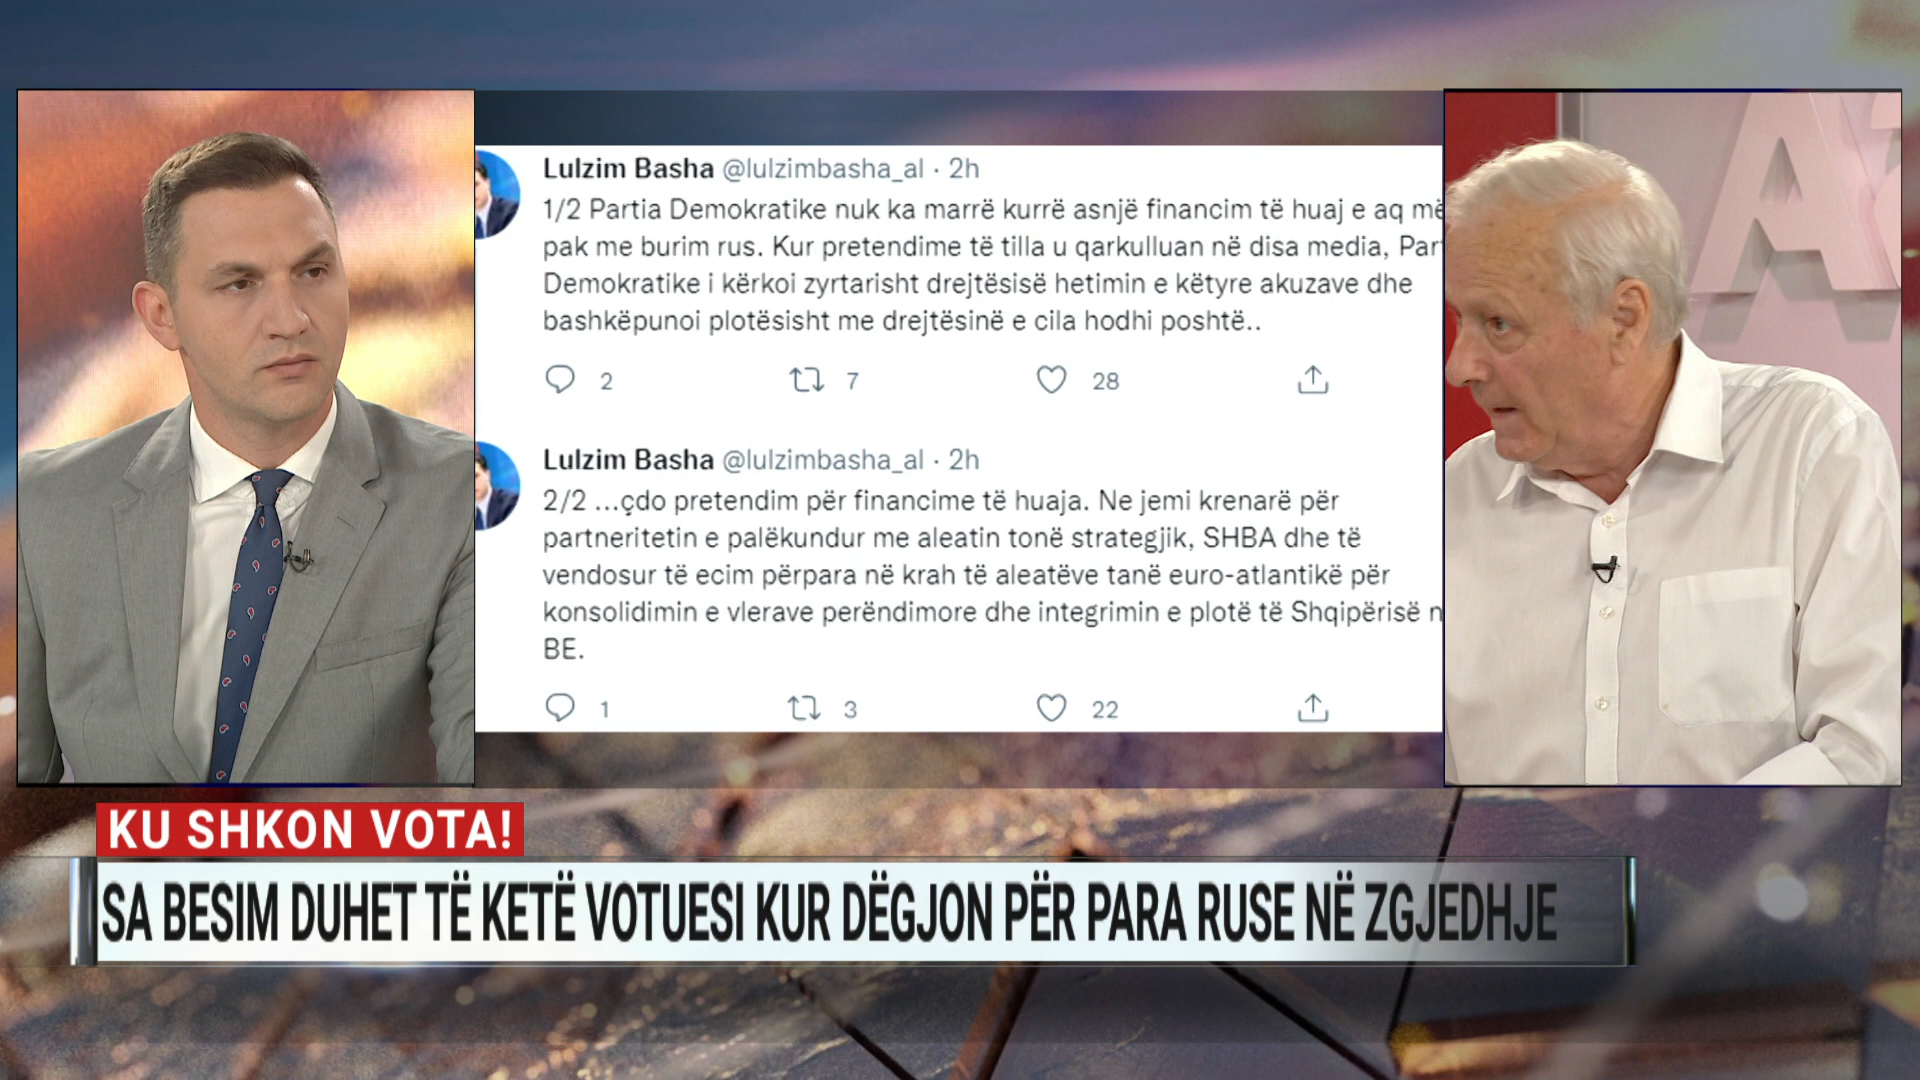 Lulzim Basha @lulzimbasha_al · 2h
1/2 Partia Demokratike nuk ka marrë kurrë asnjë financim të huaj e aq më
pak me burim rus. Kur pretendime të tilla u qarkulluan në disa media,
Demokratike i kërkoi zyrtarisht drejtësisë hetimin e këtyre akuzave dhe
bashkëpunoi plotësisht me drejtësinë e cila hodhi poshtë..
2 7 28
Lulzim Basha @lulzimbasha_al · 2h
2/2 ...çdo pretendim për financime të huaja. Ne jemi krenarë për
partneritetin e palëkundur me aleatin tonë strategjik, SHBA dhe të
vendosur të ecim përpara në krah të aleatëve tanë euro-atlantikë për
konsolidimin e vlerave perëndimore dhe integrimin e plotë të Shqipërisë
BE.
1 3 22
A
KU SHKON VOTA!
SA BESIM DUHET TË KETË VOTUESI KUR DËGJON PËR PARA RUSE NË ZGJEDHJE